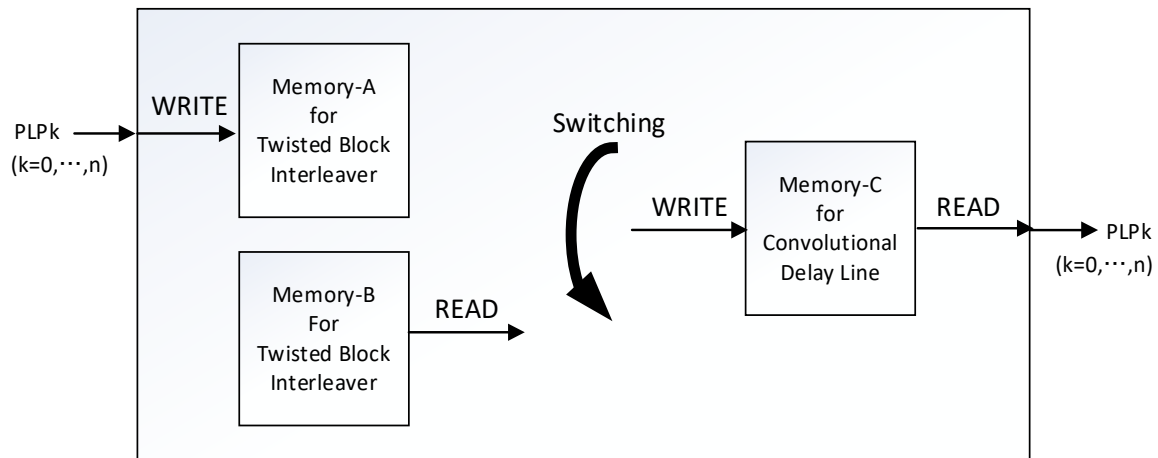 PLPk
(k=0,⋯,n)
WRITE
Memory-A
for
Twisted Block
Interleaver
Memory-B
For
Twisted Block
Interleaver
READ
Switching
WRITE
Memory-C
for
Convolutional
Delay Line
READ
PLPk
(k=0,⋯,n)